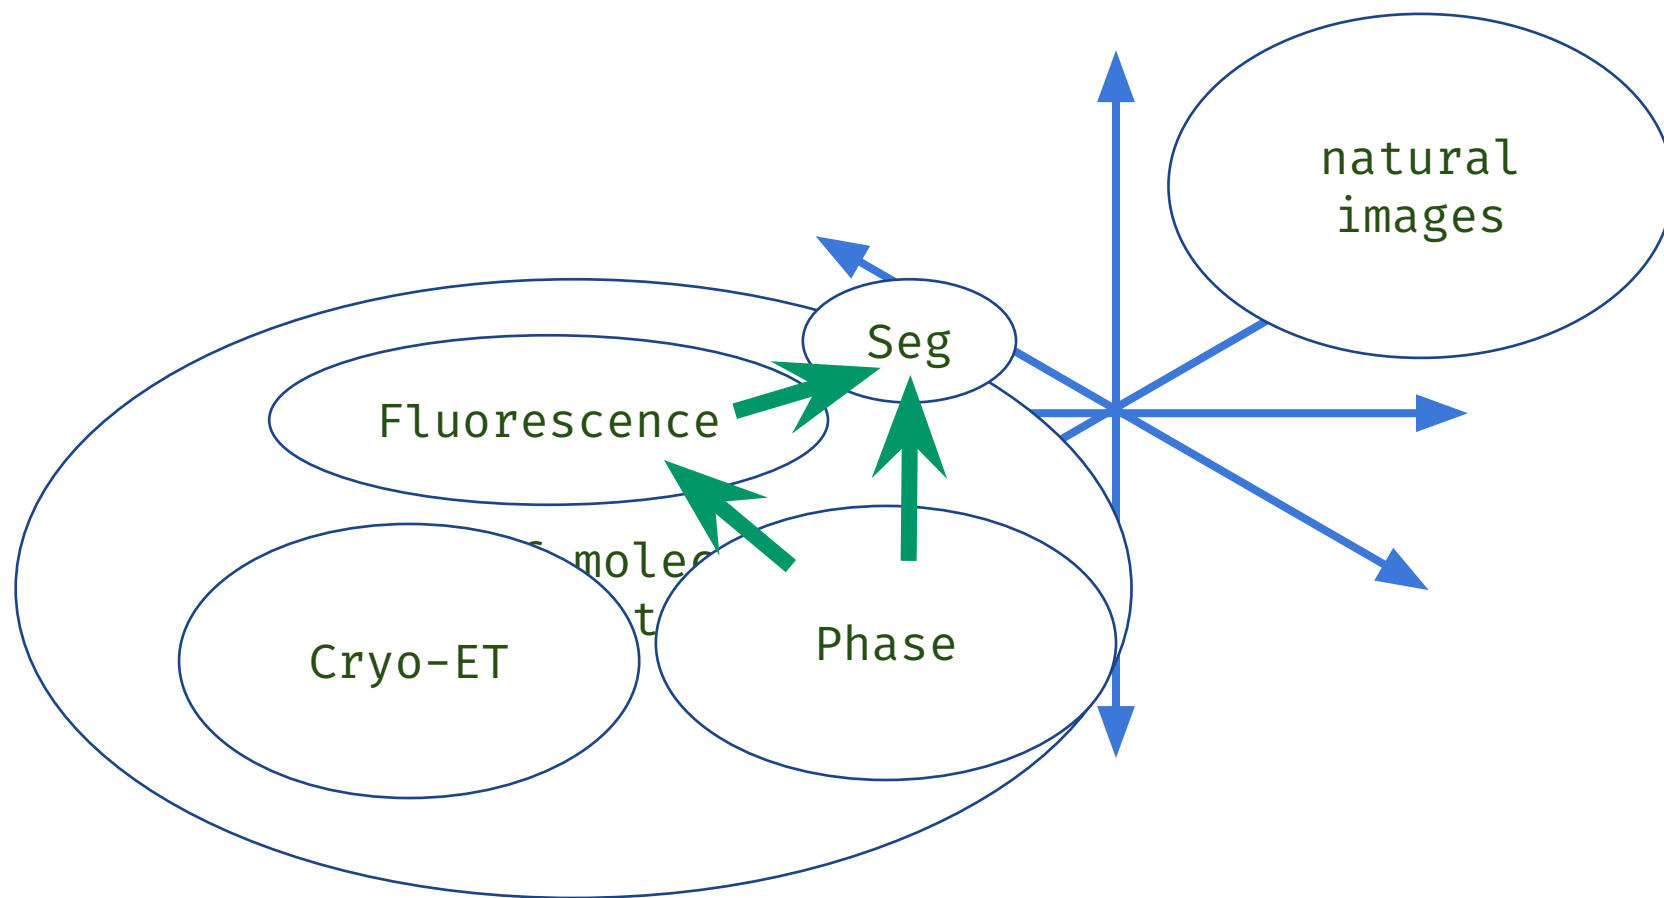 natural
images
Seg
Fluorescence
Cryo-ET
Phase